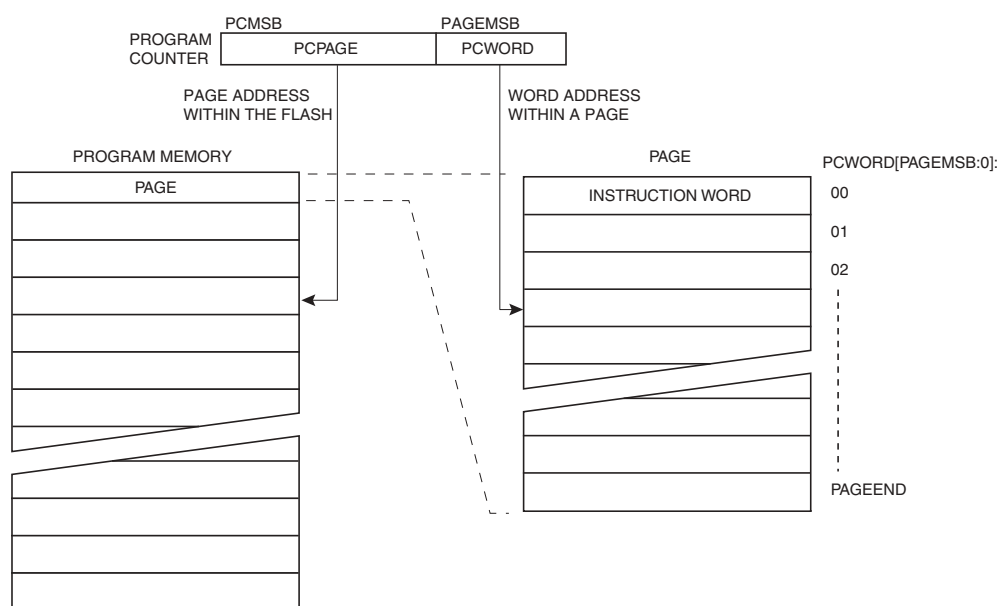 PCMSB
PAGEMSB
PROGRAM
COUNTER
PCPAGE
PCWORD
PAGE ADDRESS
WITHIN THE FLASH
WORD ADDRESS
WITHIN A PAGE
PROGRAM MEMORY
PAGE
PAGE
PCWORD[PAGEMSB:0]:
INSTRUCTION WORD
00
01
02
PAGEEND